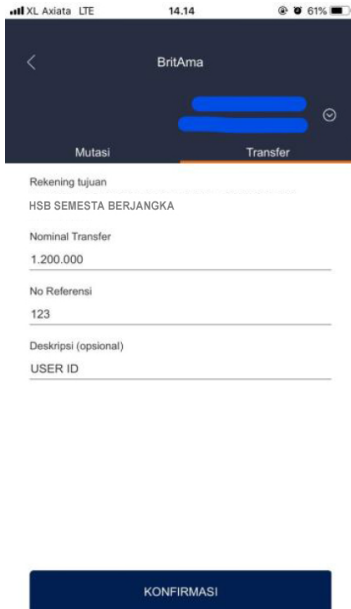 XL Axiata LTE 14.14 61%
BritAma
Mutasi Transfer
Rekening tujuan
HSB SEMESTA BERJANGKA
Nominal Transfer
1.200.000
No Referensi
123
Deskripsi (opsional)
USER ID
KONFIRMASI